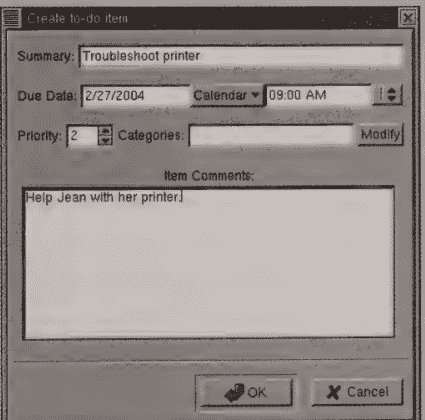 Create to-do item
Summary: Troubleshoot printer
Due Date: 2/27/2004 Calendar 09:00 AM
Priority: 2 Categories: Modify
Item Comments:
Help Jean with her printer.
OK Cancel